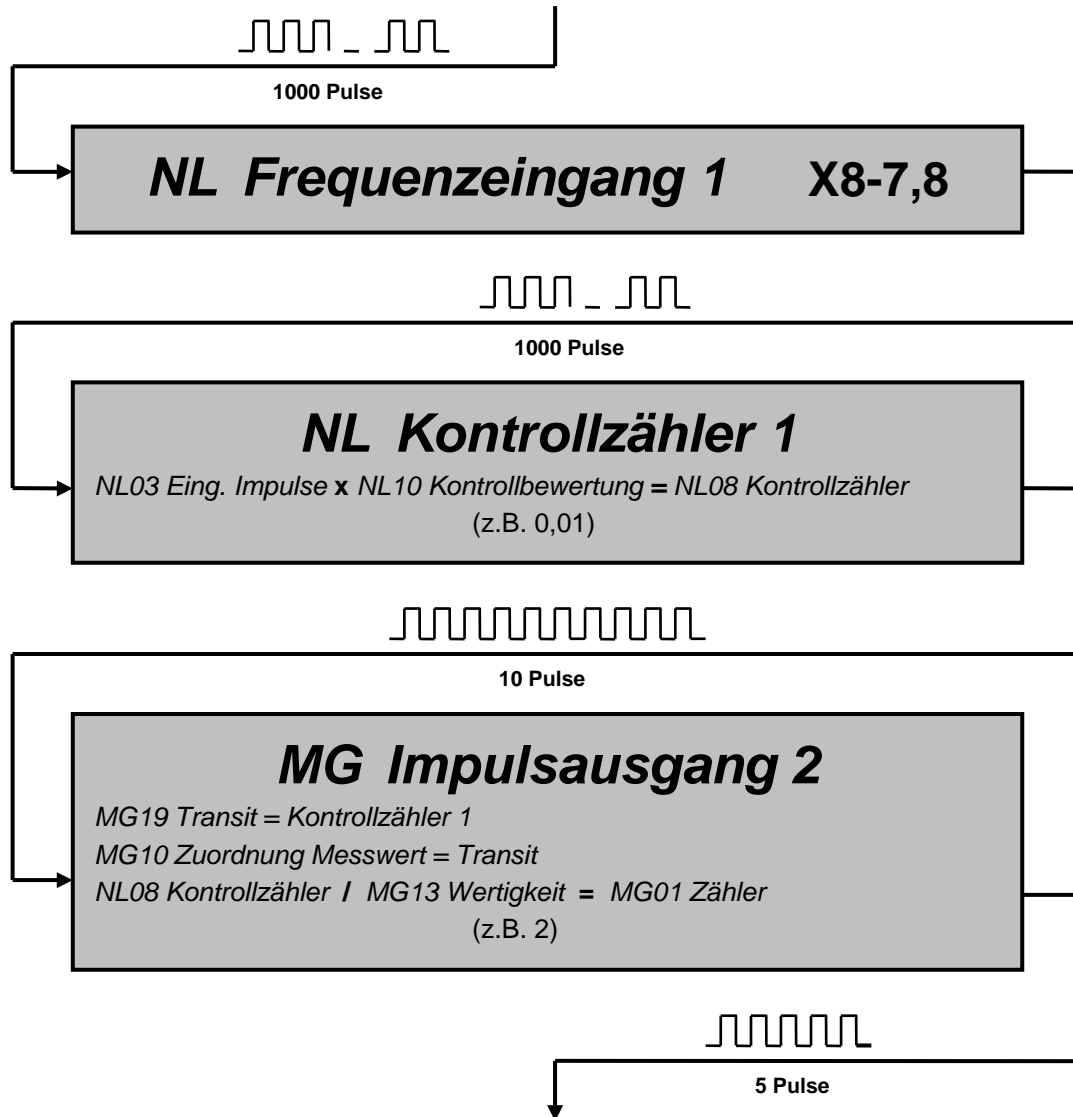 1000 Pulse
NL Frequenzeingang 1 X8-7,8
1000 Pulse
NL Kontrollzähler 1
NL03 Eing. Impulse x NL10 Kontrollbewertung = NL08 Kontrollzähler
(z.B. 0,01)
10 Pulse
MG Impulsausgang 2
MG19 Transit = Kontrollzähler 1
MG10 Zuordnung Messwert = Transit
NL08 Kontrollzähler / MG13 Wertigkeit = MG01 Zähler
(z.B. 2)
5 Pulse